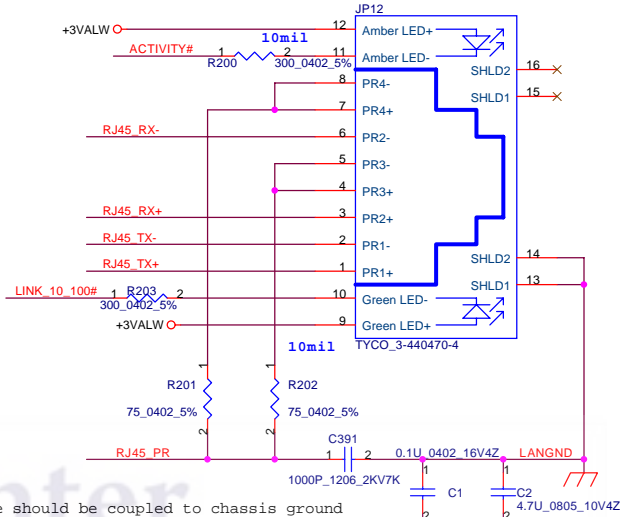 JP12
+3VALW
12
Amber LED+
10mil
ACTIVITY#
1
2
11
Amber LED-
R200
300_0402_5%
SHLD2
16
8
PR4-
SHLD1
15
7
PR4+
RJ45_RX-
6
PR2-
5
PR3-
4
PR3+
RJ45_RX+
3
PR2+
RJ45_TX-
2
PR1-
SHLD2
14
RJ45_TX+
1
PR1+
SHLD1
13
LINK_10_100#
1
R203
2
10
Green LED-
300_0402_5%
+3VALW
9
Green LED+
10mil
TYCO_3-440470-4
1
1
R201
R202
75_0402_5%
75_0402_5%
2
2
C391
RJ45_PR
1
2
0.1U_0402_16V4Z
LANGND
1000P_1206_2KV7K
1
1
C1
C2
4.7U_0805_10V4Z
e should be coupled to chassis ground
2
2